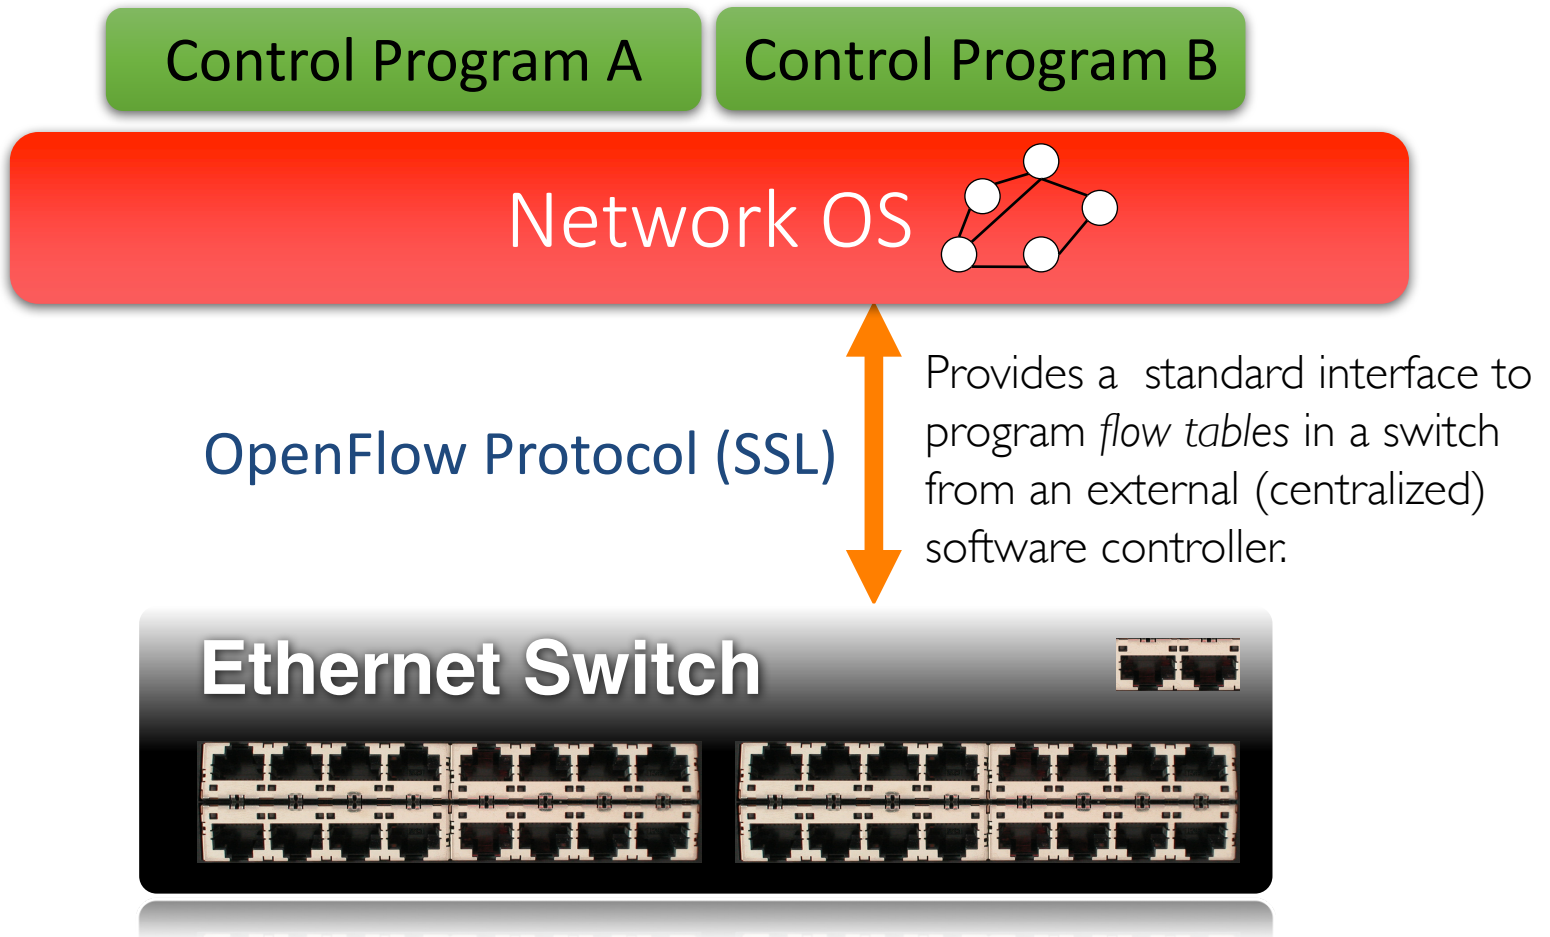 Control Program A
Control Program B
Network OS
OpenFlow Protocol (SSL)
Provides a  standard interface to
program flow tables in a switch
from an external (centralized)
software controller.
Ethernet Switch